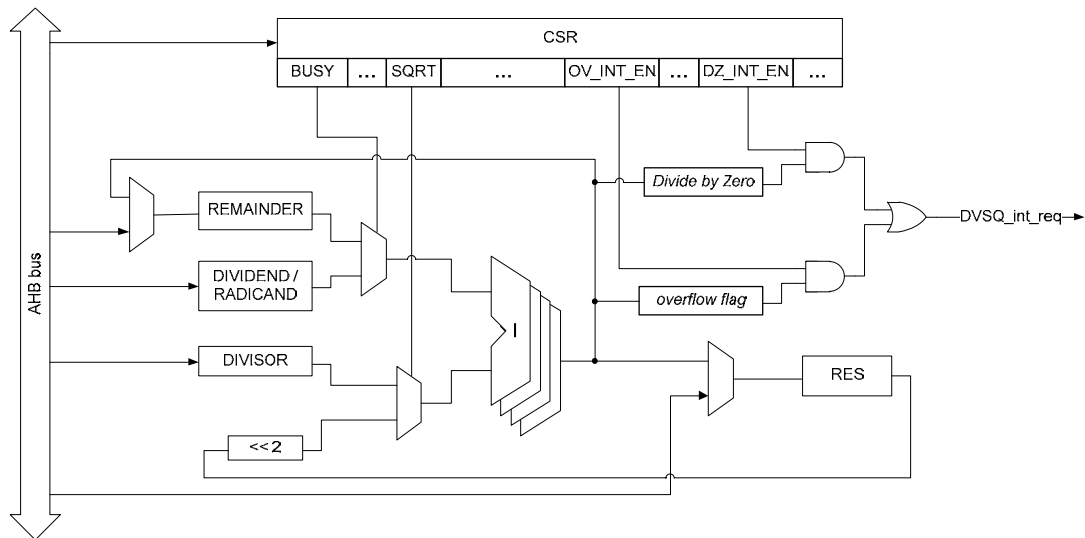 CSR
BUSY ... SQRT ... OV_INT_EN ... DZ_INT_EN ...
Divide by Zero
REMAINDER
DVSQ_int_req
AHB bus
DIVIDEND /
RADICAND
overflow flag
I
DIVISOR
RES
<<2